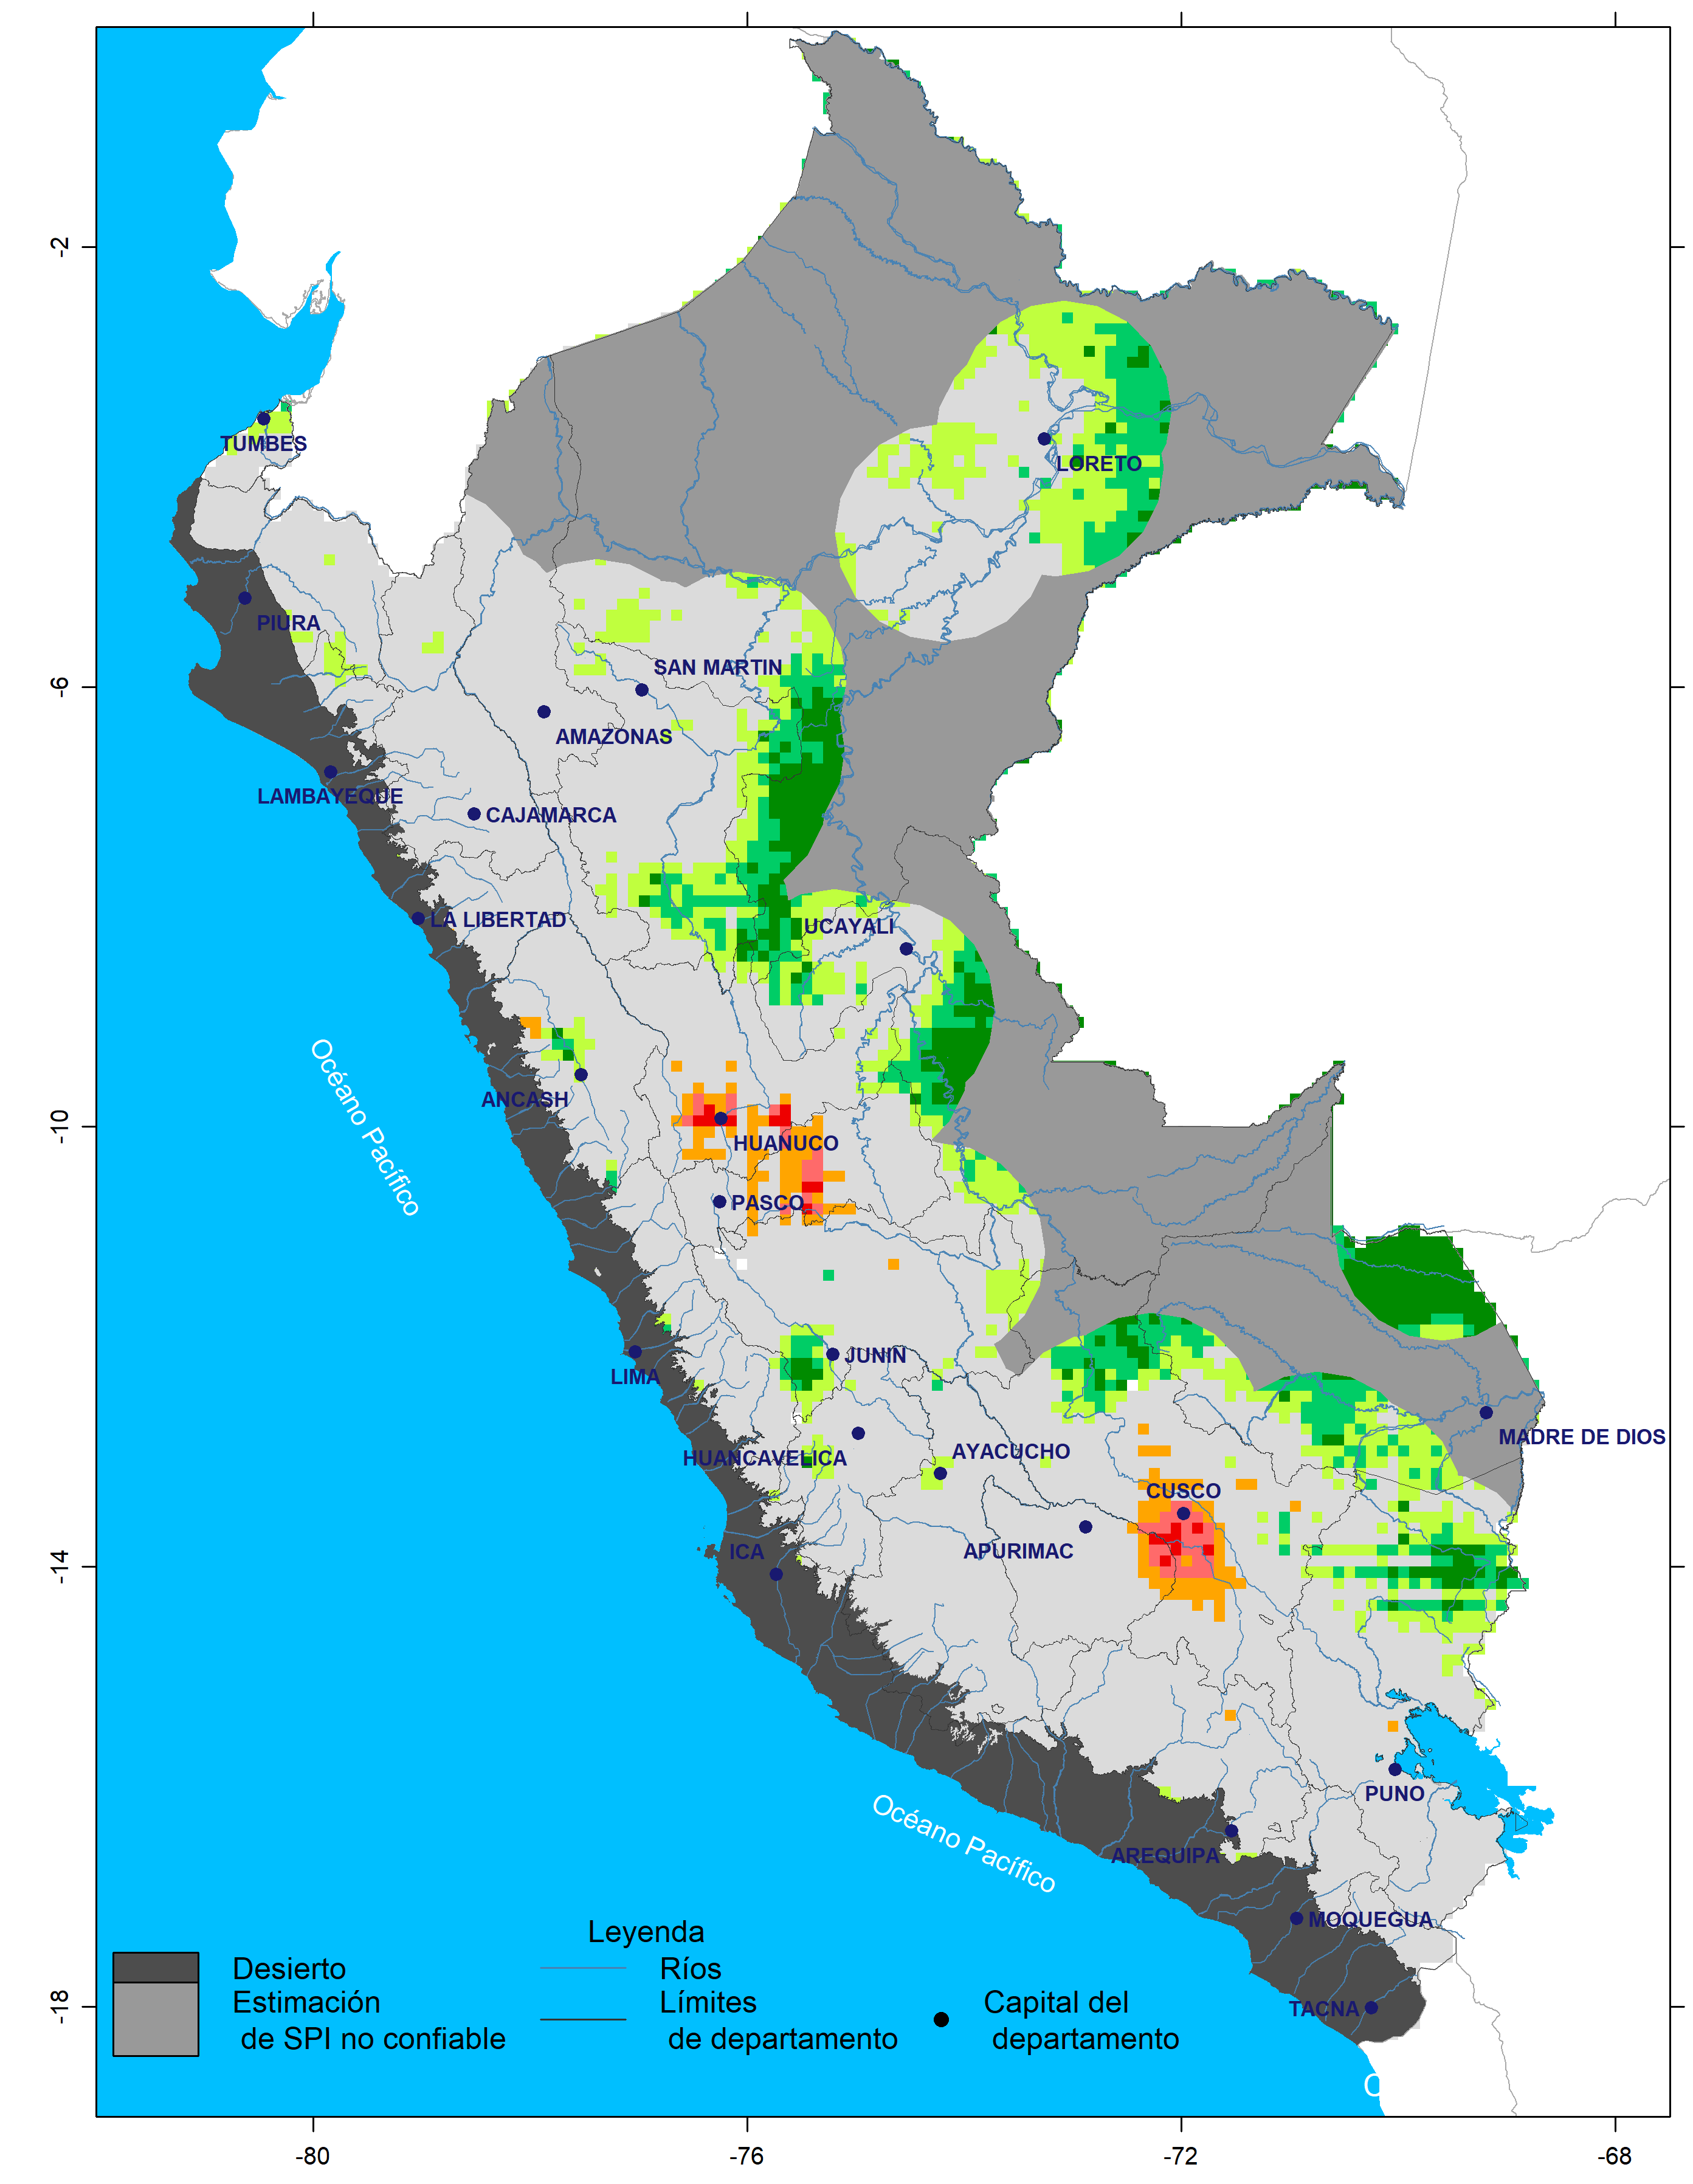 -2
-6
-10
-14
-18
-80
-76
-72
-68
TUMBES
LORETO
PIURA
SAN MARTIN
AMAZONAS
LAMBAYEQUE
CAJAMARCA
LA LIBERTAD
UCAYALI
Océano Pacífico
ANCASH
HUANUCO
PASCO
JUNIN
LIMA
MADRE DE DIOS
HUANCAVELICA
AYACUCHO
CUSCO
ICA
APURIMAC
PUNO
Océano Pacífico
AREQUIPA
MOQUEGUA
TACNA
Leyenda
Desierto
Estimación
de SPI no confiable
Ríos
Límites
de departamento
Capital del
departamento